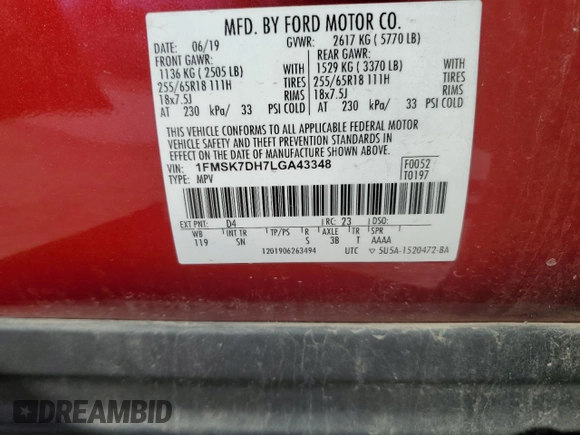 MFD. BY FORD MOTOR CO.
DATE: 06/19 GVWR: 2617 KG ( 5770 LB)
FRONT GAWR: REAR GAWR:
1136 KG ( 2505 LB) WITH 1529 KG ( 3370 LB) WITH
255/65R18 111H TIRES 255/65R18 111H TIRES
18x7.5J RIMS 18x7.5J RIMS
AT 230 kPa/ 33 PSI COLD AT 230 kPa/ 33 PSI COLD
THIS VEHICLE CONFORMS TO ALL APPLICABLE FEDERAL MOTOR
VEHICLE SAFETY AND THEFT PREVENTION STANDARDS IN
EFFECT ON THE DATE OF MANUFACTURE SHOWN ABOVE.
VIN: 1FMSK7DH7LGA43348 F0052
TYPE: MPV T0197
EXT PNT: D4 RC: 23 DSO:
WB INT TR TP/PS R AXLE TR SPR
119 SN S 3B T AAAA
1201906263494 UTC 5U5A-1520472-BA
DREAMBID